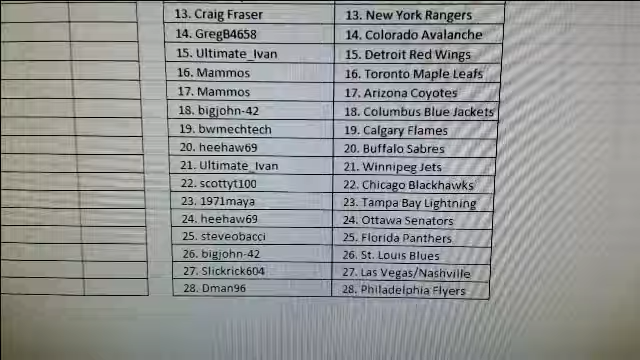 13. Craig Fraser 13. New York Rangers
14. GregB4658 14. Colorado Avalanche
15. Ultimate_Ivan 15. Detroit Red Wings
16. Mammos 16. Toronto Maple Leafs
17. Mammos 17. Arizona Coyotes
18. bigjohn-42 18. Columbus Blue Jackets
19. bwmechtech 19. Calgary Flames
20. heehaw69 20. Buffalo Sabres
21. Ultimate_Ivan 21. Winnipeg Jets
22. scottyt100 22. Chicago Blackhawks
23. 1971maya 23. Tampa Bay Lightning
24. heehaw69 24. Ottawa Senators
25. steveobacci 25. Florida Panthers
26. bigjohn-42 26. St. Louis Blues
27. Slickrick604 27. Las Vegas/Nashville
28. Dman96 28. Philadelphia Flyers